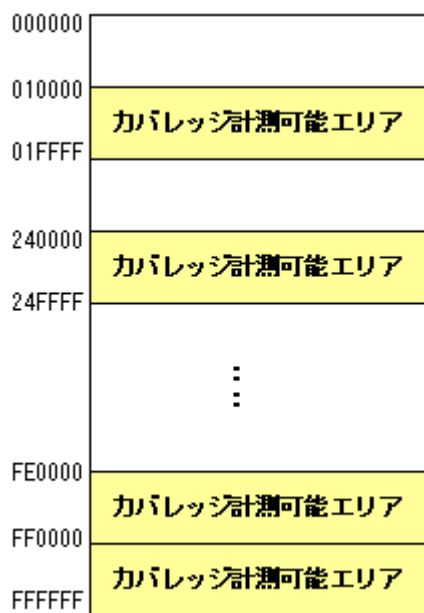 000000
010000
カバレッジ計測可能エリア
01FFFF
240000
カバレッジ計測可能エリア
24FFFF
:
:
FE0000
カバレッジ計測可能エリア
FF0000
カバレッジ計測可能エリア
FFFFFF